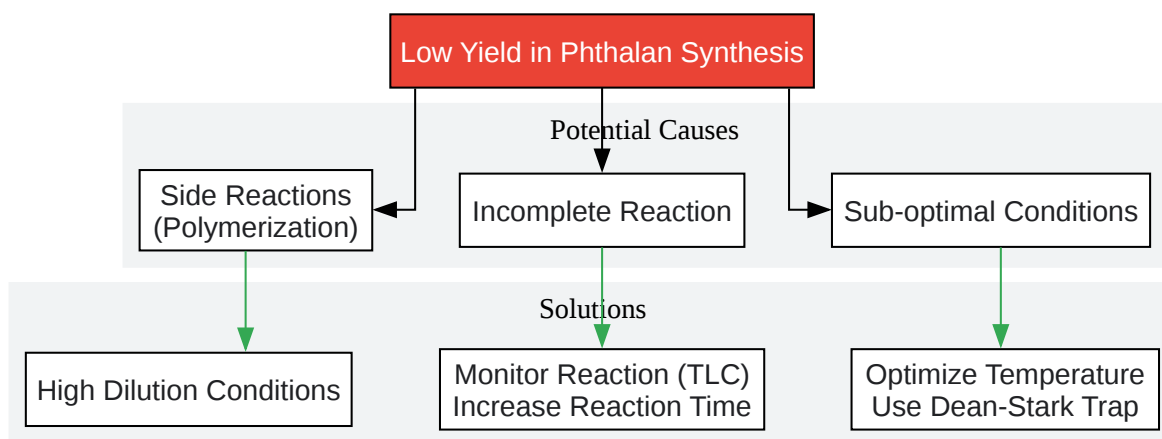 Low Yield in Phthalan Synthesis
Potential Causes
Side Reactions
(Polymerization)
Incomplete Reaction
Sub-optimal Conditions
Solutions
High Dilution Conditions
Monitor Reaction (TLC)
Increase Reaction Time
Optimize Temperature
Use Dean-Stark Trap